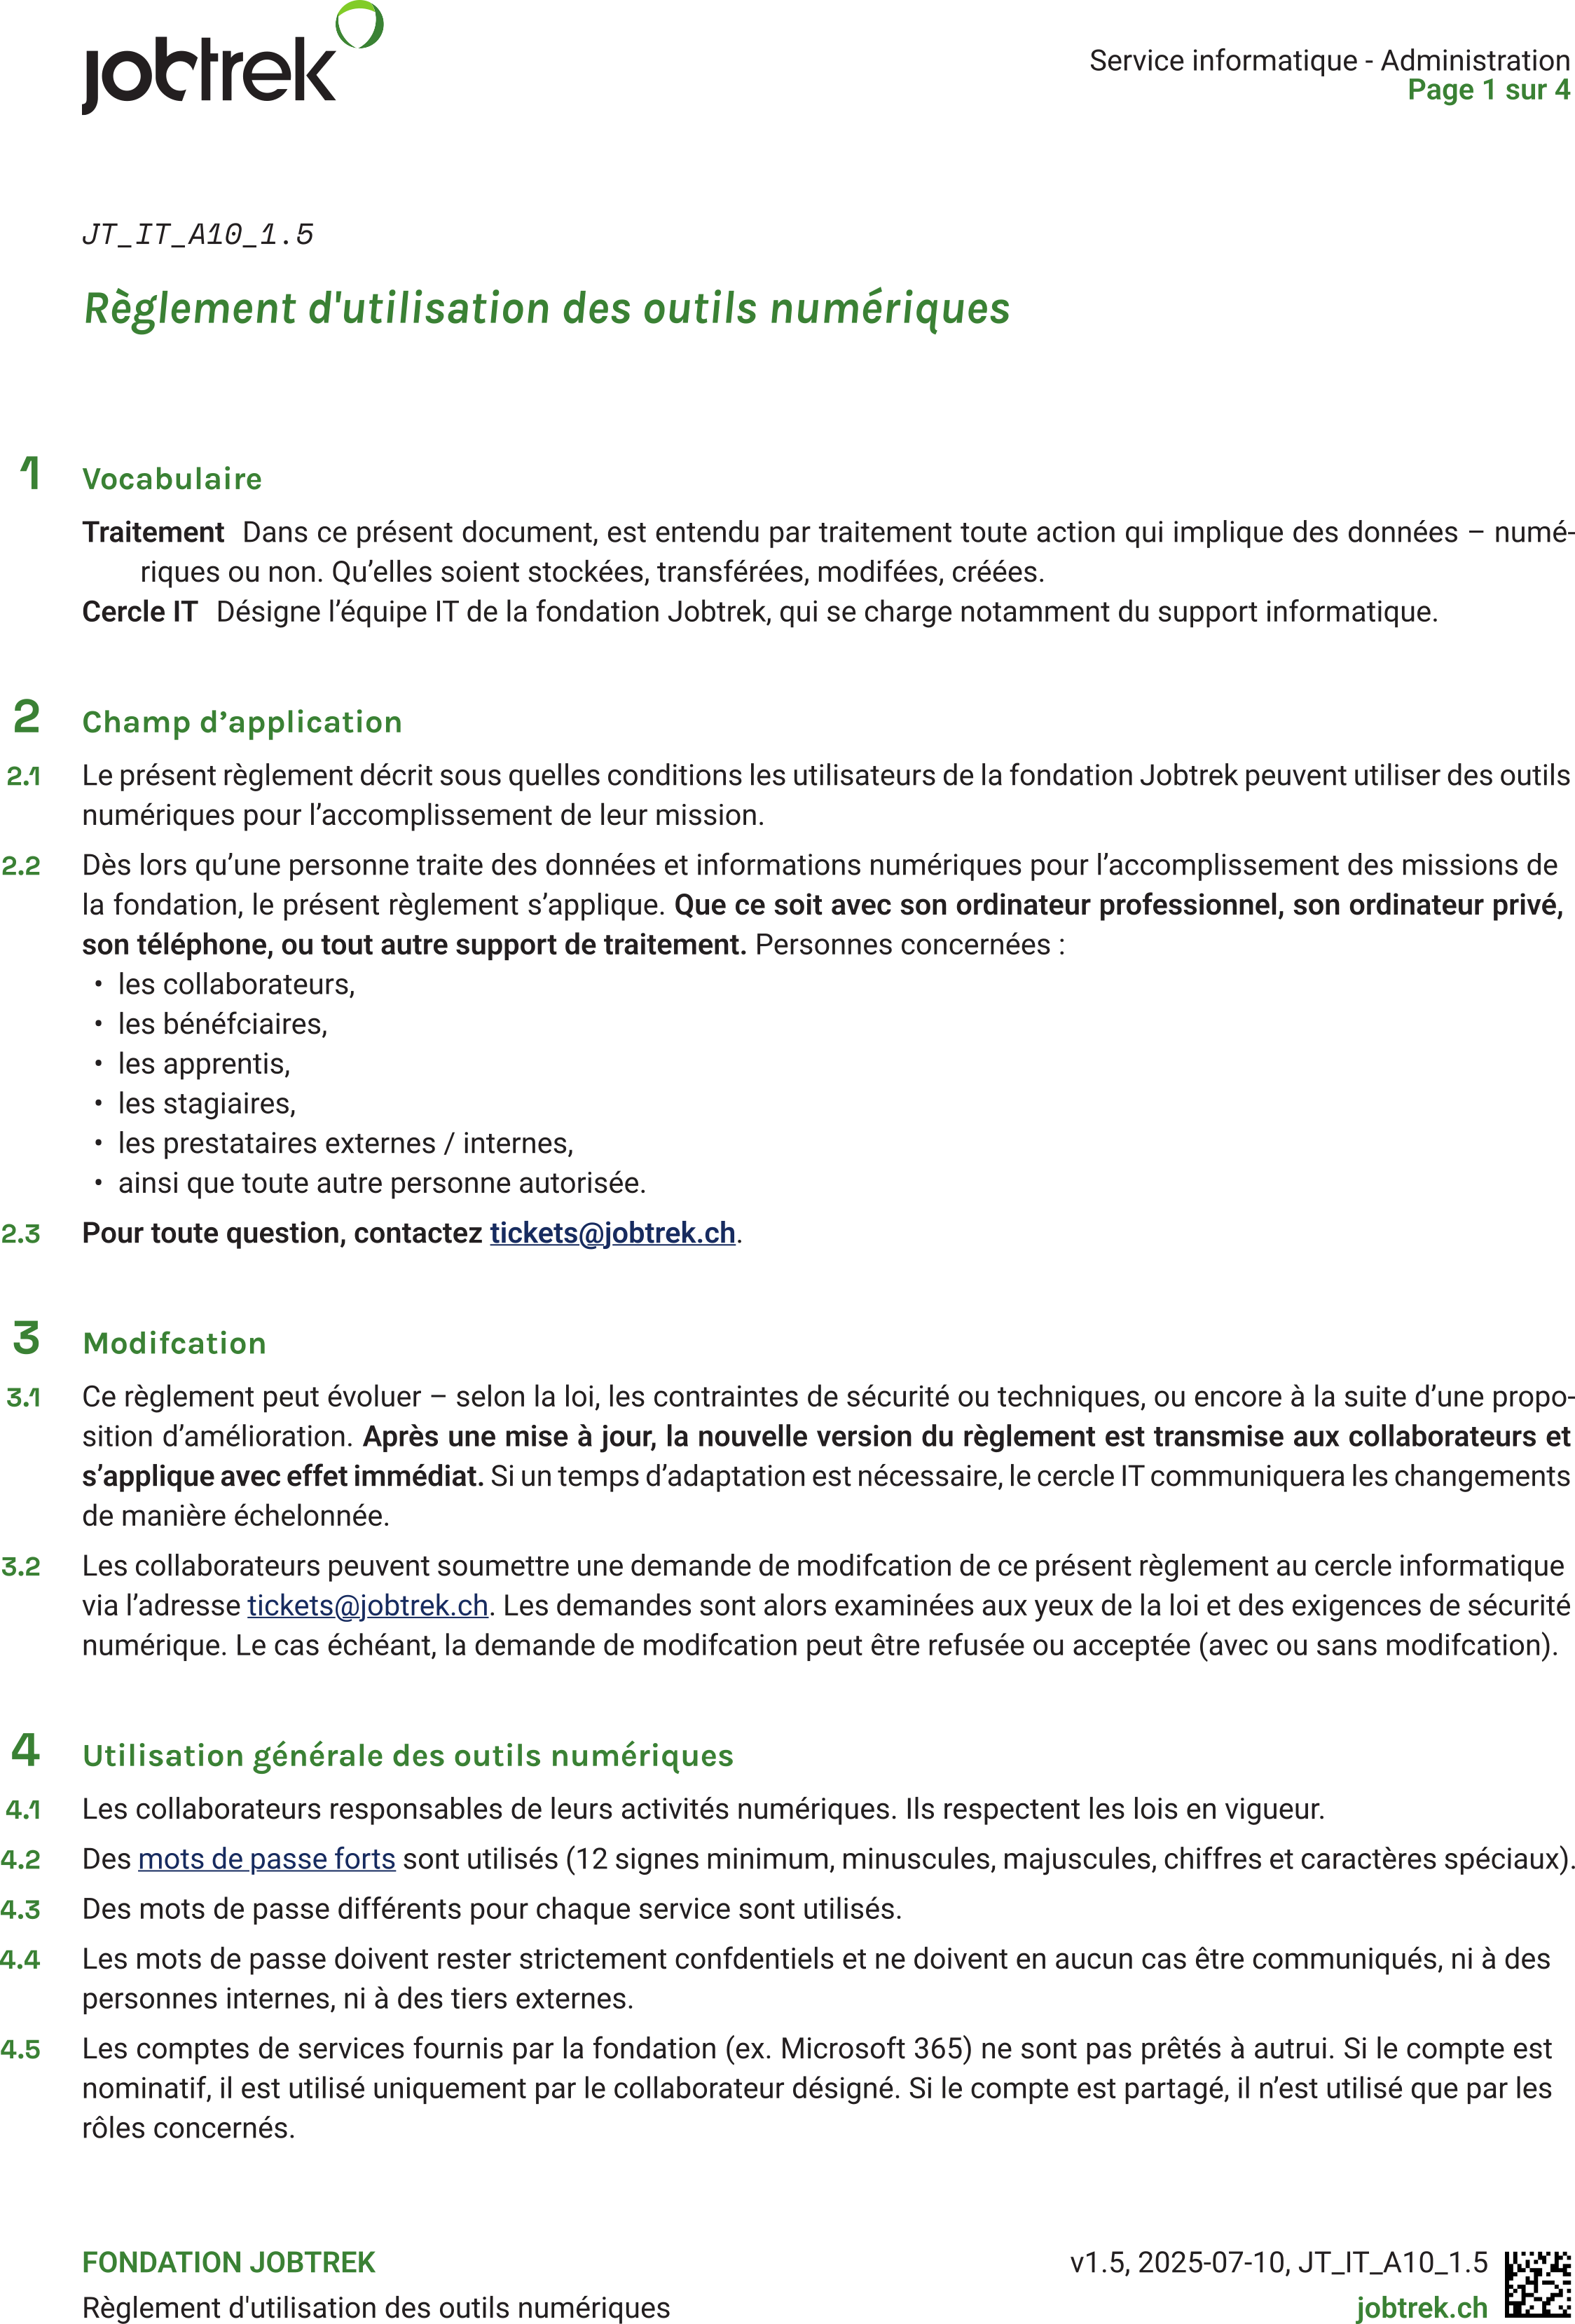 jobtrek
Service informatique - Administration
Page 1 sur 4
JT_IT_A10_1.5
Règlement d'utilisation des outils numériques
1 Vocabulaire
Traitement Dans ce présent document, est entendu par traitement toute action qui implique des données – numé-
riques ou non. Qu’elles soient stockées, transférées, modifées, créées.
Cercle IT Désigne l’équipe IT de la fondation Jobtrek, qui se charge notamment du support informatique.
2 Champ d’application
2.1 Le présent règlement décrit sous quelles conditions les utilisateurs de la fondation Jobtrek peuvent utiliser des outils
numériques pour l’accomplissement de leur mission.
2.2 Dès lors qu’une personne traite des données et informations numériques pour l’accomplissement des missions de
la fondation, le présent règlement s’applique. Que ce soit avec son ordinateur professionnel, son ordinateur privé,
son téléphone, ou tout autre support de traitement. Personnes concernées :
• les collaborateurs,
• les bénéfciaires,
• les apprentis,
• les stagiaires,
• les prestataires externes / internes,
• ainsi que toute autre personne autorisée.
2.3 Pour toute question, contactez tickets@jobtrek.ch.
3 Modifcation
3.1 Ce règlement peut évoluer – selon la loi, les contraintes de sécurité ou techniques, ou encore à la suite d’une propo-
sition d’amélioration. Après une mise à jour, la nouvelle version du règlement est transmise aux collaborateurs et
s’applique avec effet immédiat. Si un temps d’adaptation est nécessaire, le cercle IT communiquera les changements
de manière échelonnée.
3.2 Les collaborateurs peuvent soumettre une demande de modifcation de ce présent règlement au cercle informatique
via l’adresse tickets@jobtrek.ch. Les demandes sont alors examinées aux yeux de la loi et des exigences de sécurité
numérique. Le cas échéant, la demande de modifcation peut être refusée ou acceptée (avec ou sans modifcation).
4 Utilisation générale des outils numériques
4.1 Les collaborateurs responsables de leurs activités numériques. Ils respectent les lois en vigueur.
4.2 Des mots de passe forts sont utilisés (12 signes minimum, minuscules, majuscules, chiffres et caractères spéciaux).
4.3 Des mots de passe différents pour chaque service sont utilisés.
4.4 Les mots de passe doivent rester strictement confdentiels et ne doivent en aucun cas être communiqués, ni à des
personnes internes, ni à des tiers externes.
4.5 Les comptes de services fournis par la fondation (ex. Microsoft 365) ne sont pas prêtés à autrui. Si le compte est
nominatif, il est utilisé uniquement par le collaborateur désigné. Si le compte est partagé, il n’est utilisé que par les
rôles concernés.
FONDATION JOBTREK
v1.5, 2025-07-10, JT_IT_A10_1.5
Règlement d'utilisation des outils numériques
jobtrek.ch